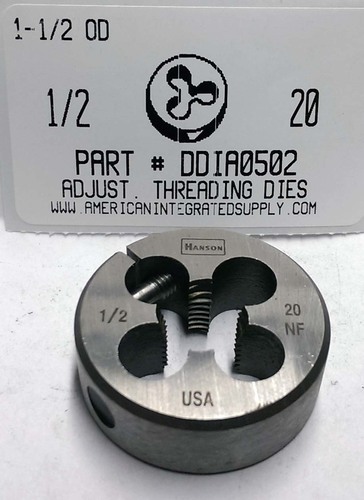 1-1/2 OD
1/2 20
PART # DDIA0502
ADJUST. THREADING DIES
WWW.AMERICANINTEGRATEDSUPPLY.COM
HANSON
1/2 20
NF
USA